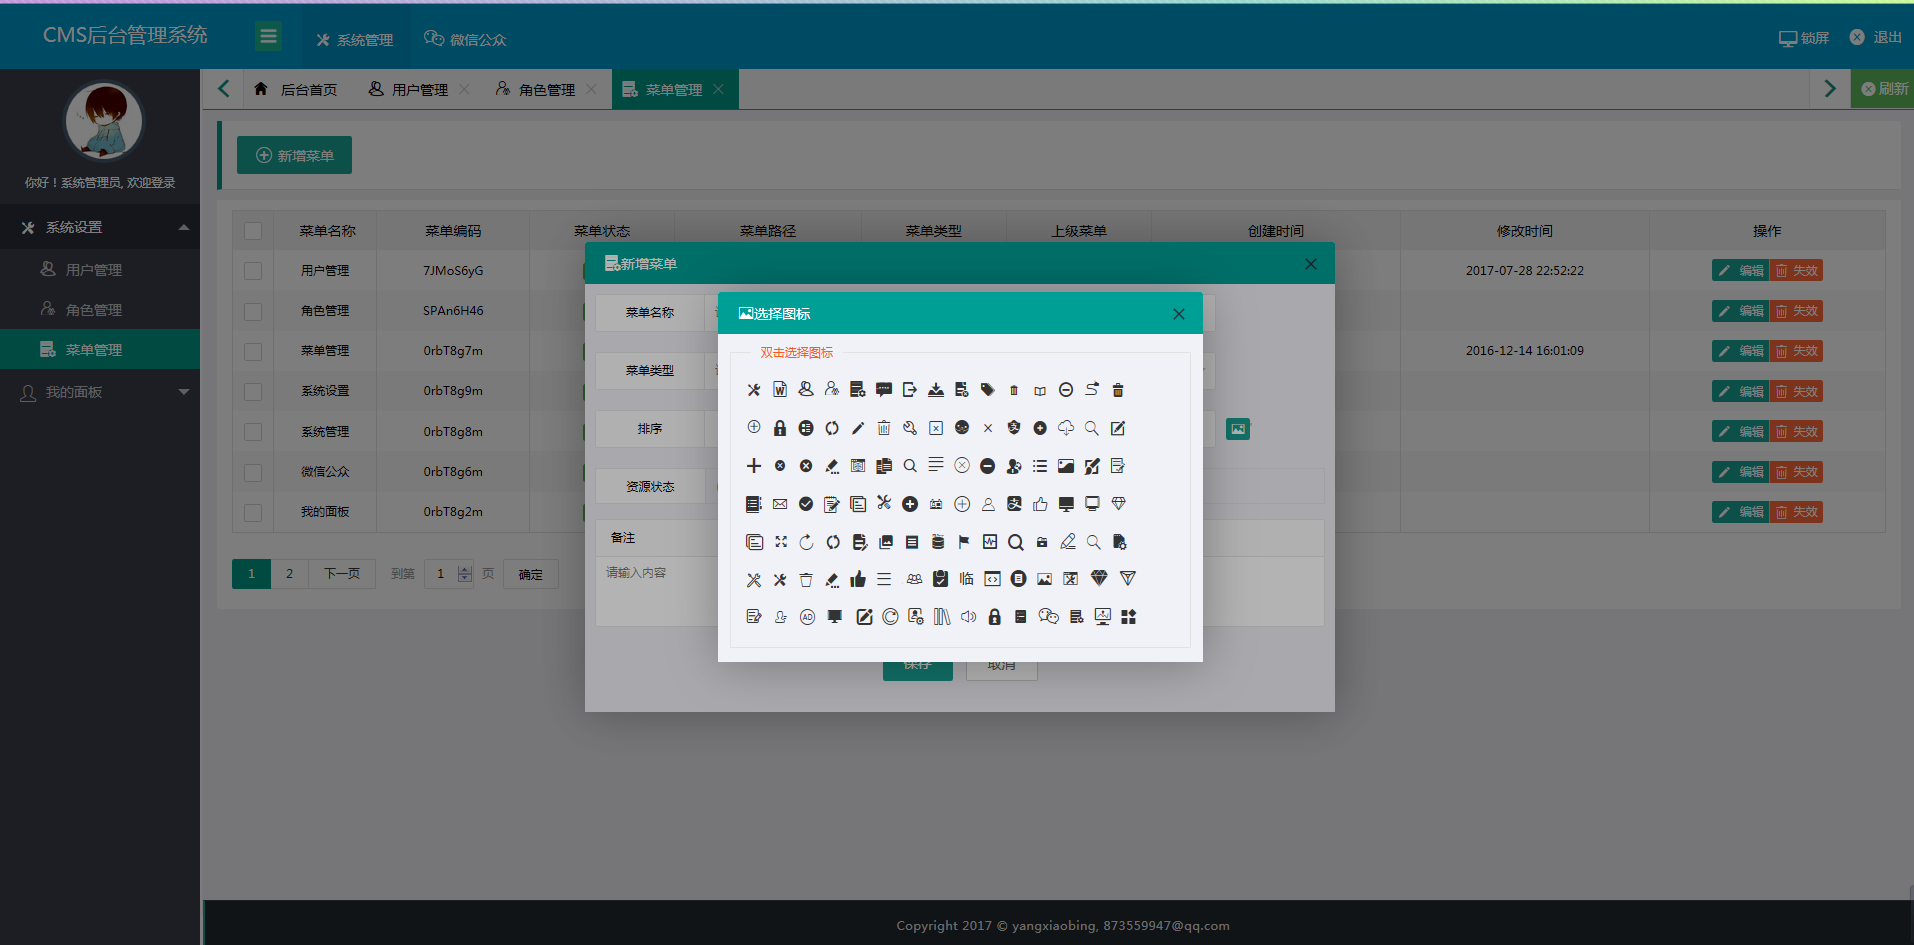 CMS后台管理系统
系统管理 微信公众
锁屏 退出
后台首页 用户管理 角色管理 菜单管理 刷新
你好！系统管理员, 欢迎登录
系统设置
用户管理
角色管理
菜单管理
我的面板
新增菜单
菜单名称 菜单编码 菜单状态 菜单路径 菜单类型 上级菜单 创建时间 修改时间 操作
用户管理 7JMoS6yG 2017-07-28 22:52:22 编辑 失效
角色管理 SPAn6H46 编辑 失效
菜单管理 0rbT8g7m 2016-12-14 16:01:09 编辑 失效
系统设置 0rbT8g9m 编辑 失效
系统管理 0rbT8g8m 编辑 失效
微信公众 0rbT8g6m 编辑 失效
我的面板 0rbT8g2m 编辑 失效
1 2 下一页 到第 1 页 确定
新增菜单
菜单名称
菜单类型
排序
资源状态
备注
请输入内容
保存 取消
选择图标
双击选择图标
临
AD
Copyright 2017 © yangxiaobing, 873559947@qq.com